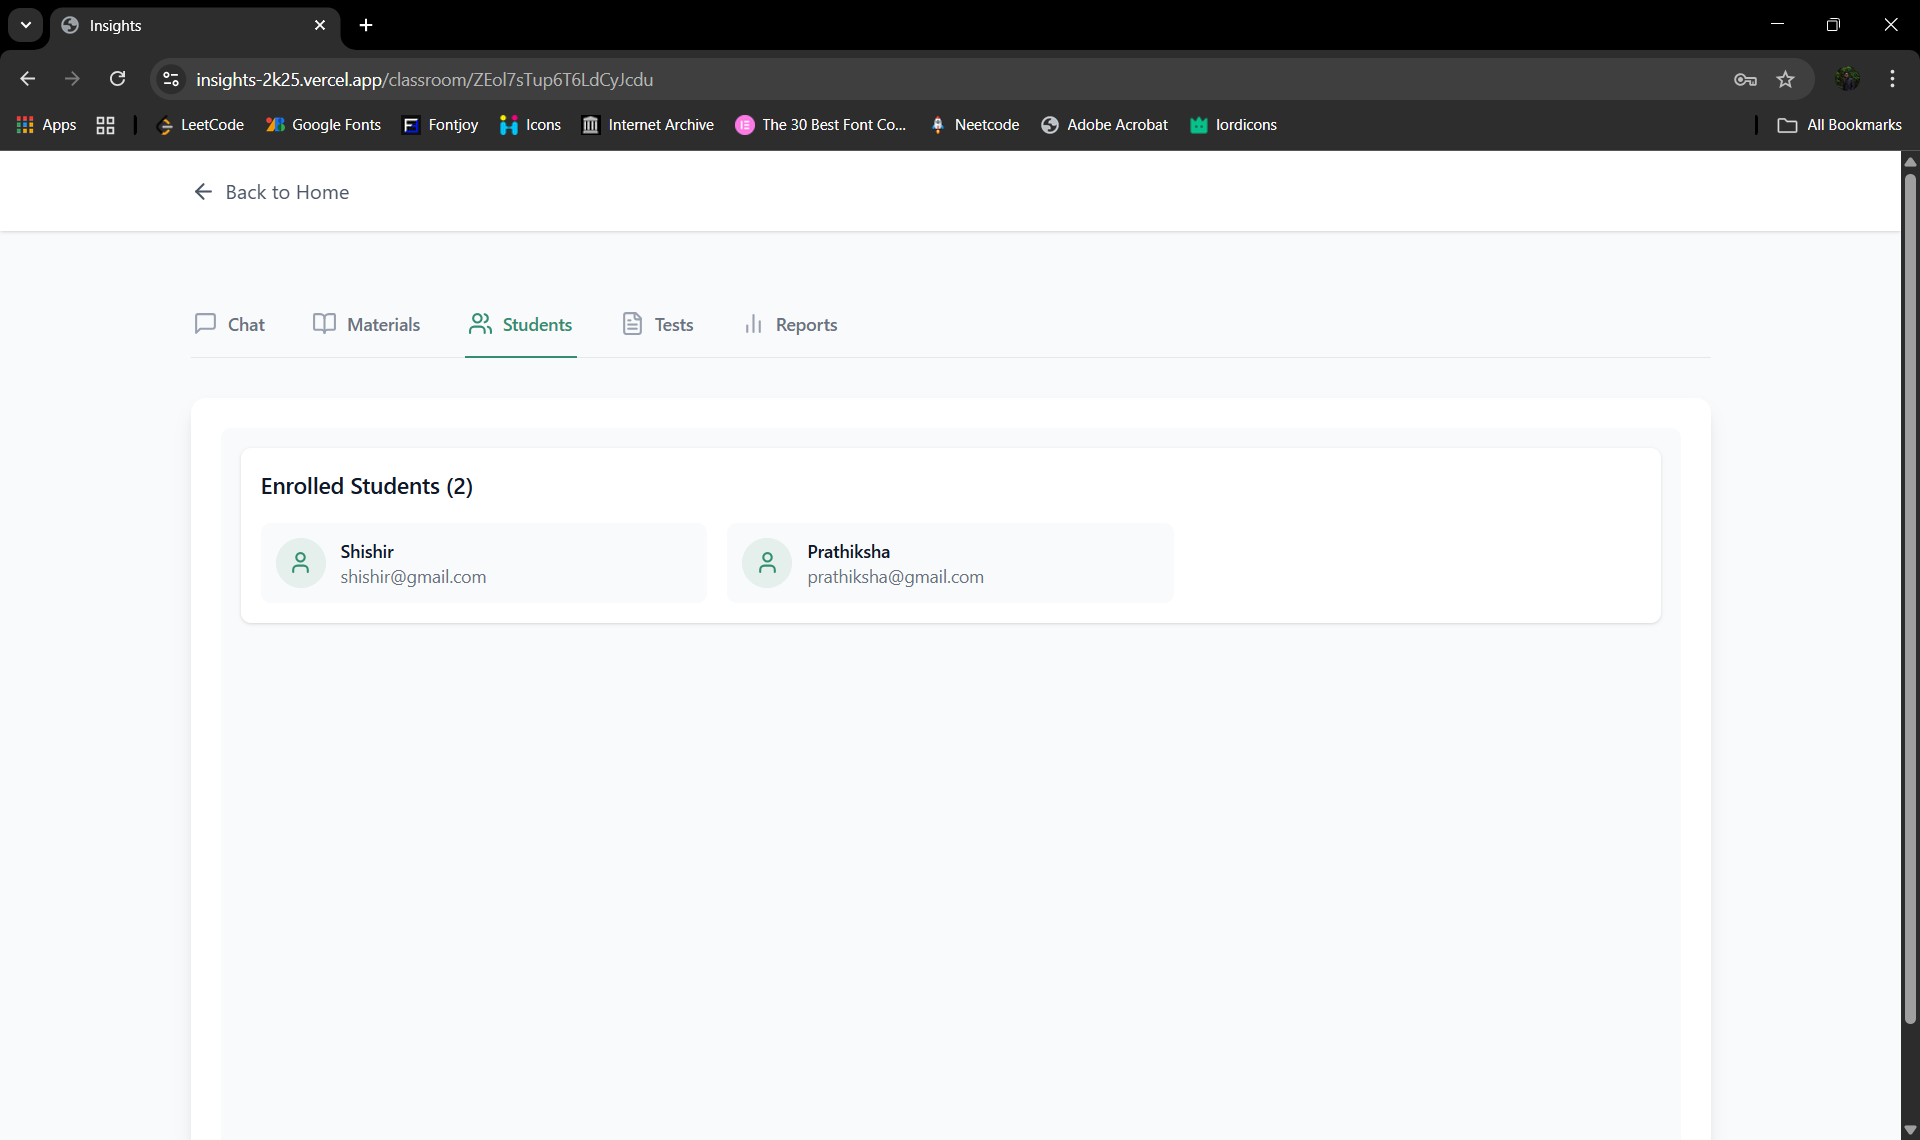 Insights
insights-2k25.vercel.app/classroom/ZEol7sTup6T6LdCyJcdu
Apps LeetCode Google Fonts Fontjoy Icons Internet Archive The 30 Best Font Co... Neetcode Adobe Acrobat lordicons All Bookmarks
Back to Home
Chat Materials Students Tests Reports
Enrolled Students (2)
Shishir Prathiksha
shishir@gmail.com prathiksha@gmail.com